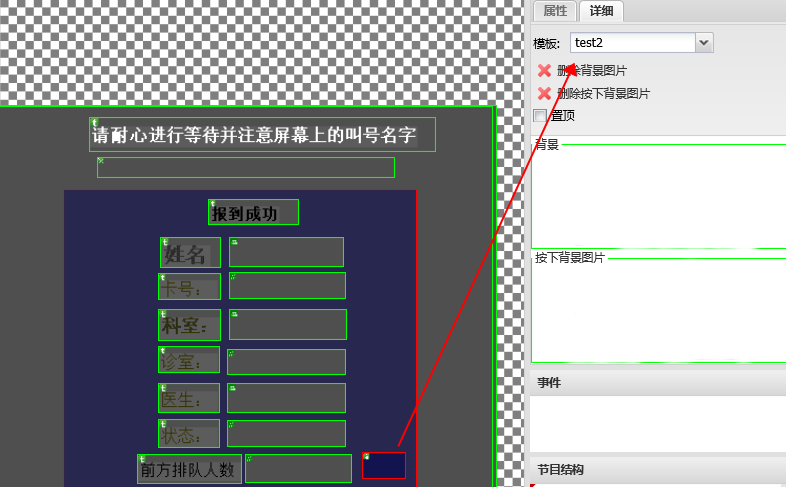 属性 详细
模板: test2
删除背景图片
删除按下背景图片
置顶
背景
按下背景图片
事件
节目结构
请耐心进行等待并注意屏幕上的叫号名字
报到成功
姓名
卡号：
科室：
诊室：
医生：
状态：
前方排队人数